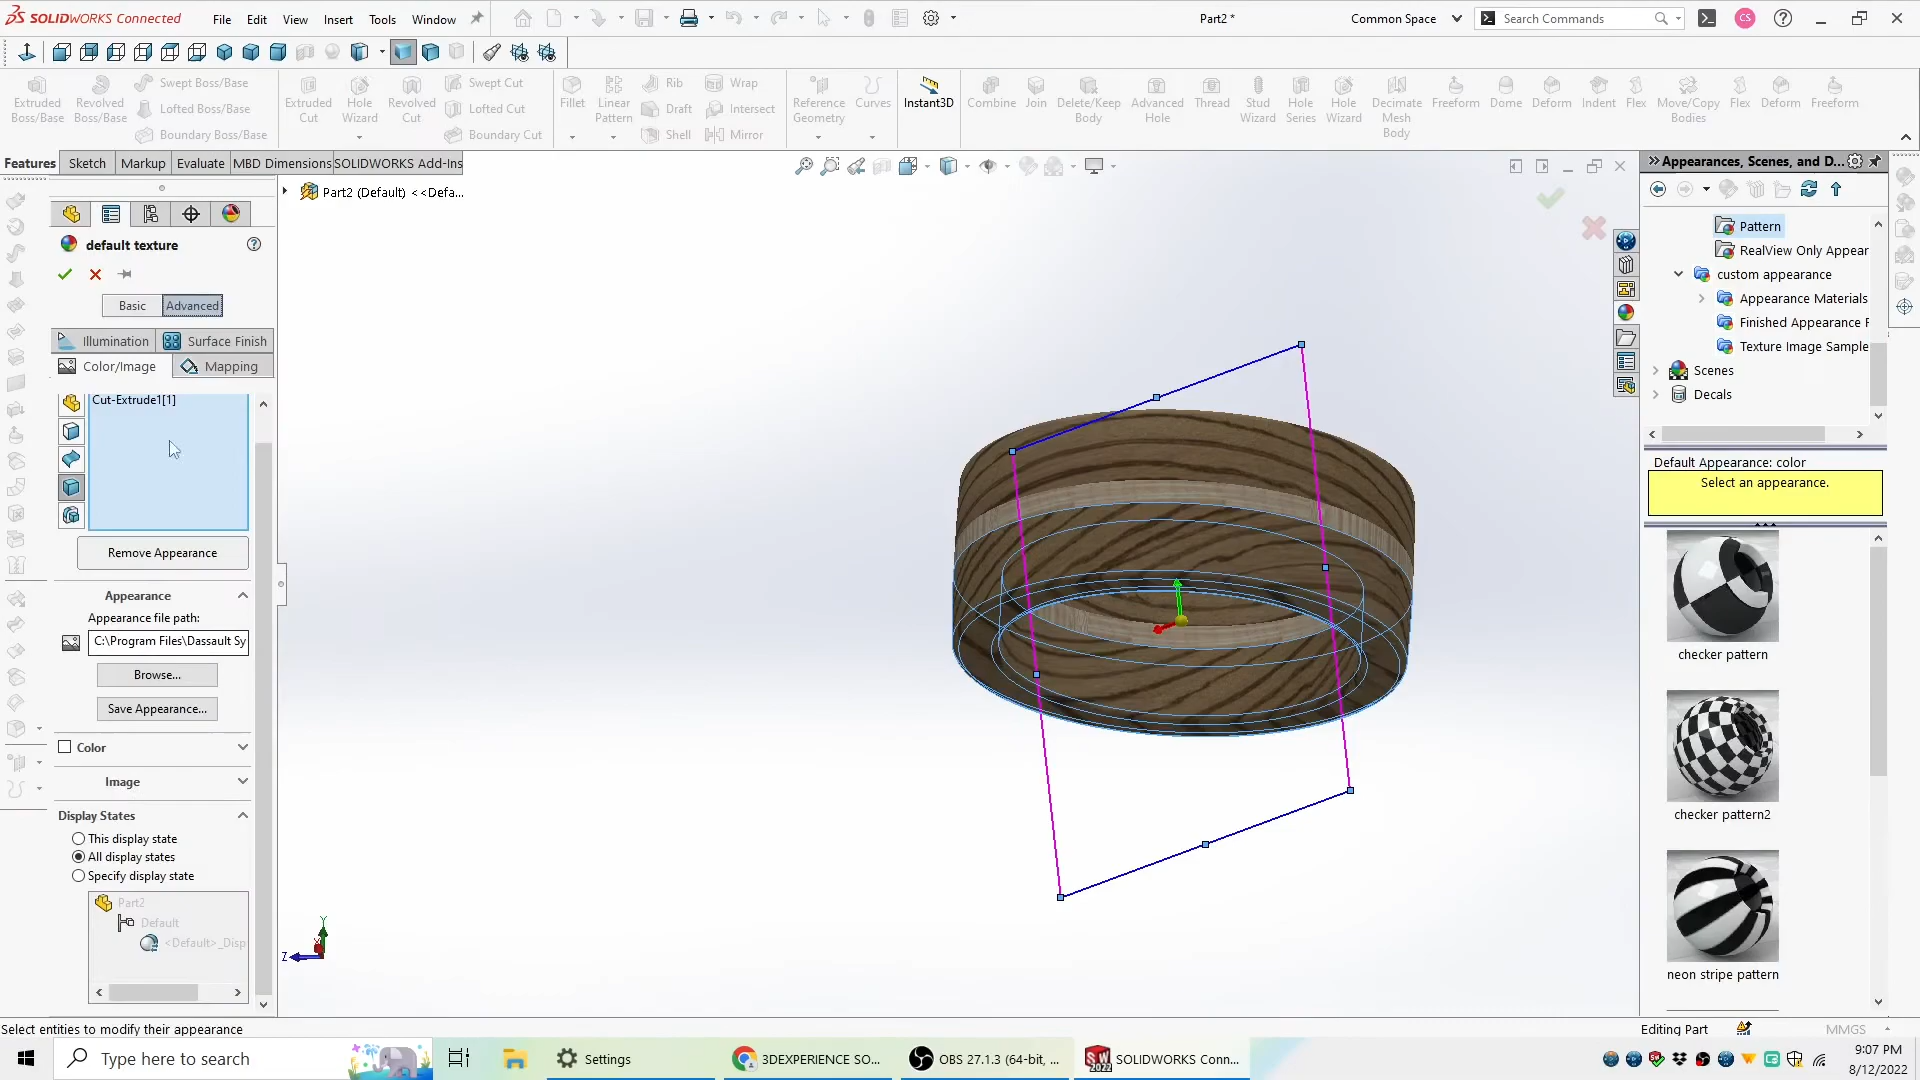 SOLIDWORKS Connected
File Edit View Insert Tools Window
Part2 *
Common Space
Search Commands
CS
Extruded Boss/Base
Revolved Boss/Base
Swept Boss/Base
Lofted Boss/Base
Boundary Boss/Base
Extruded Cut
Hole Wizard
Revolved Cut
Swept Cut
Lofted Cut
Boundary Cut
Fillet
Linear Pattern
Rib
Draft
Shell
Wrap
Intersect
Mirror
Reference Geometry
Curves
Instant3D
Combine
Join
Delete/Keep Body
Advanced Hole
Thread
Stud Wizard
Hole Series
Hole Wizard
Decimate Mesh Body
Freeform
Dome
Deform
Indent
Flex
Move/Copy Bodies
Flex
Deform
Freeform
Features Sketch Markup Evaluate MBD Dimensions SOLIDWORKS Add-Ins
Part2 (Default) <<Defa...
default texture
Basic Advanced
Illumination Surface Finish
Color/Image Mapping
Cut-Extrude1[1]
Remove Appearance
Appearance
Appearance file path:
C:\Program Files\Dassault Sy
Browse...
Save Appearance...
Color
Image
Display States
This display state
All display states
Specify display state
Part2
Default
<Default>_Disp
Y
X
Z
Appearances, Scenes, and D...
Pattern
RealView Only Appear
custom appearance
Appearance Materials
Finished Appearance F
Texture Image Sample
Scenes
Decals
Default Appearance: color
Select an appearance.
checker pattern
checker pattern2
neon stripe pattern
Select entities to modify their appearance
Editing Part
MMGS
Type here to search
Settings
3DEXPERIENCE SO...
OBS 27.1.3 (64-bit, ...
SW 2022
SOLIDWORKS Conn...
9:07 PM
8/12/2022